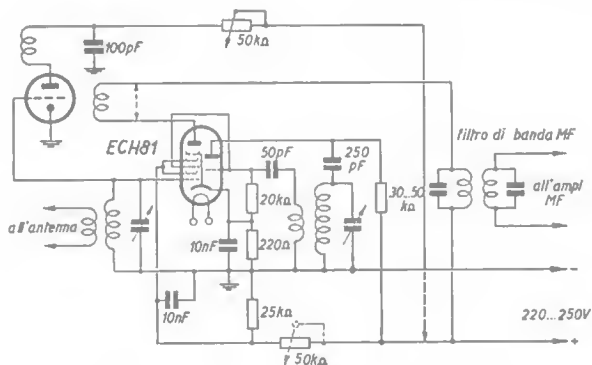 50kΩ
100pF
ECH81
50pF
250
pF
filtro di banda MF
30...50
kΩ
all'ampl
MF
20kΩ
all'antenna
10nF
220Ω
−
10nF
25kΩ
220...250V
50kΩ
+